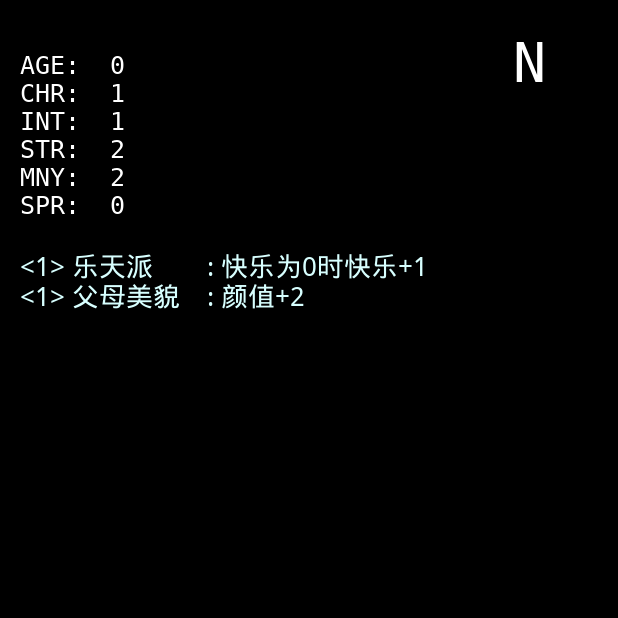 N
AGE: 0
CHR: 1
INT: 1
STR: 2
MNY: 2
SPR: 0
<1> 乐天派 : 快乐为0时快乐+1
<1> 父母美貌 : 颜值+2